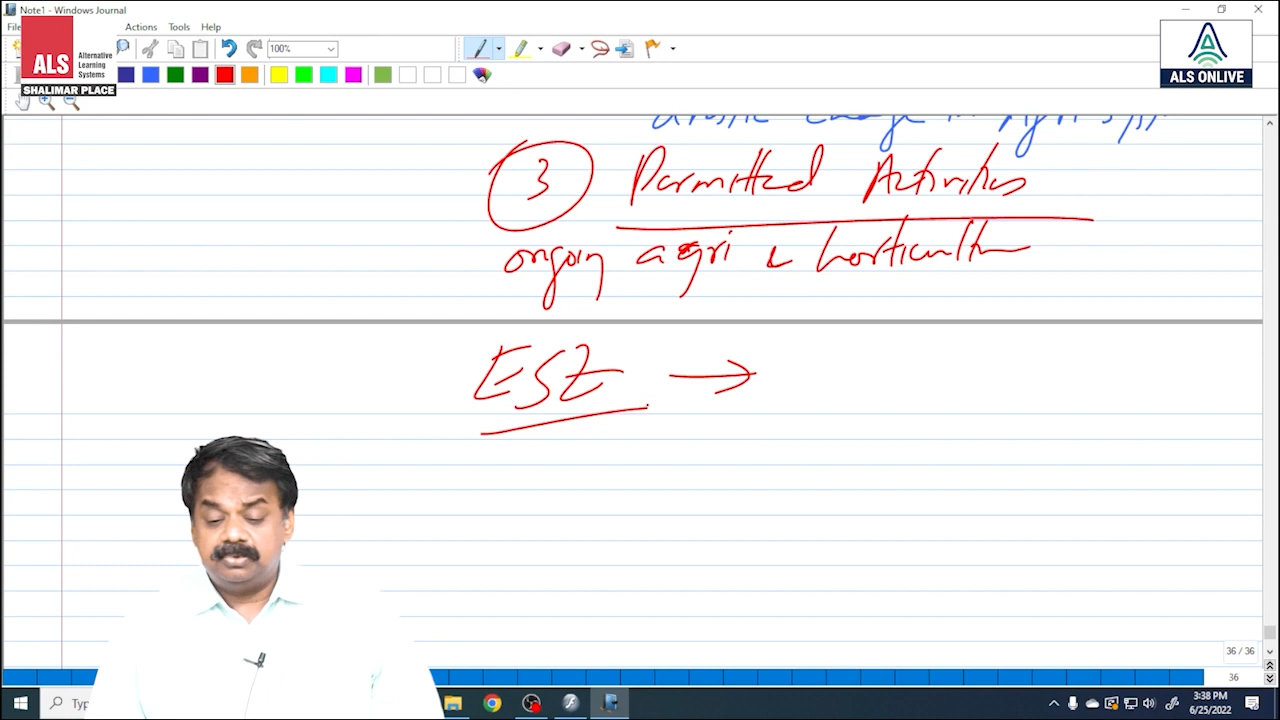 Note1 - Windows Journal
Actions Tools Help
ALS
Alternative
Learning
Systems
SHALIMAR PLACE
100%
ALS ONLIVE
3 Permitted Activities
ongoing agri & horticulture
ESZ →
36 / 36
36
3:38 PM
6/25/2022